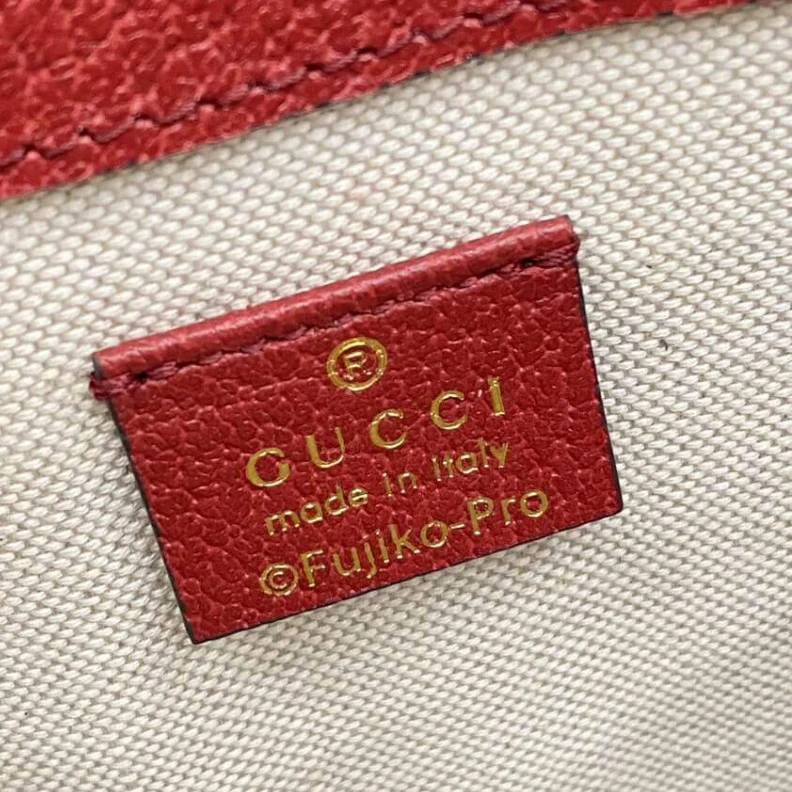 ®
GUCCI
made in italy
©Fujiko-Pro